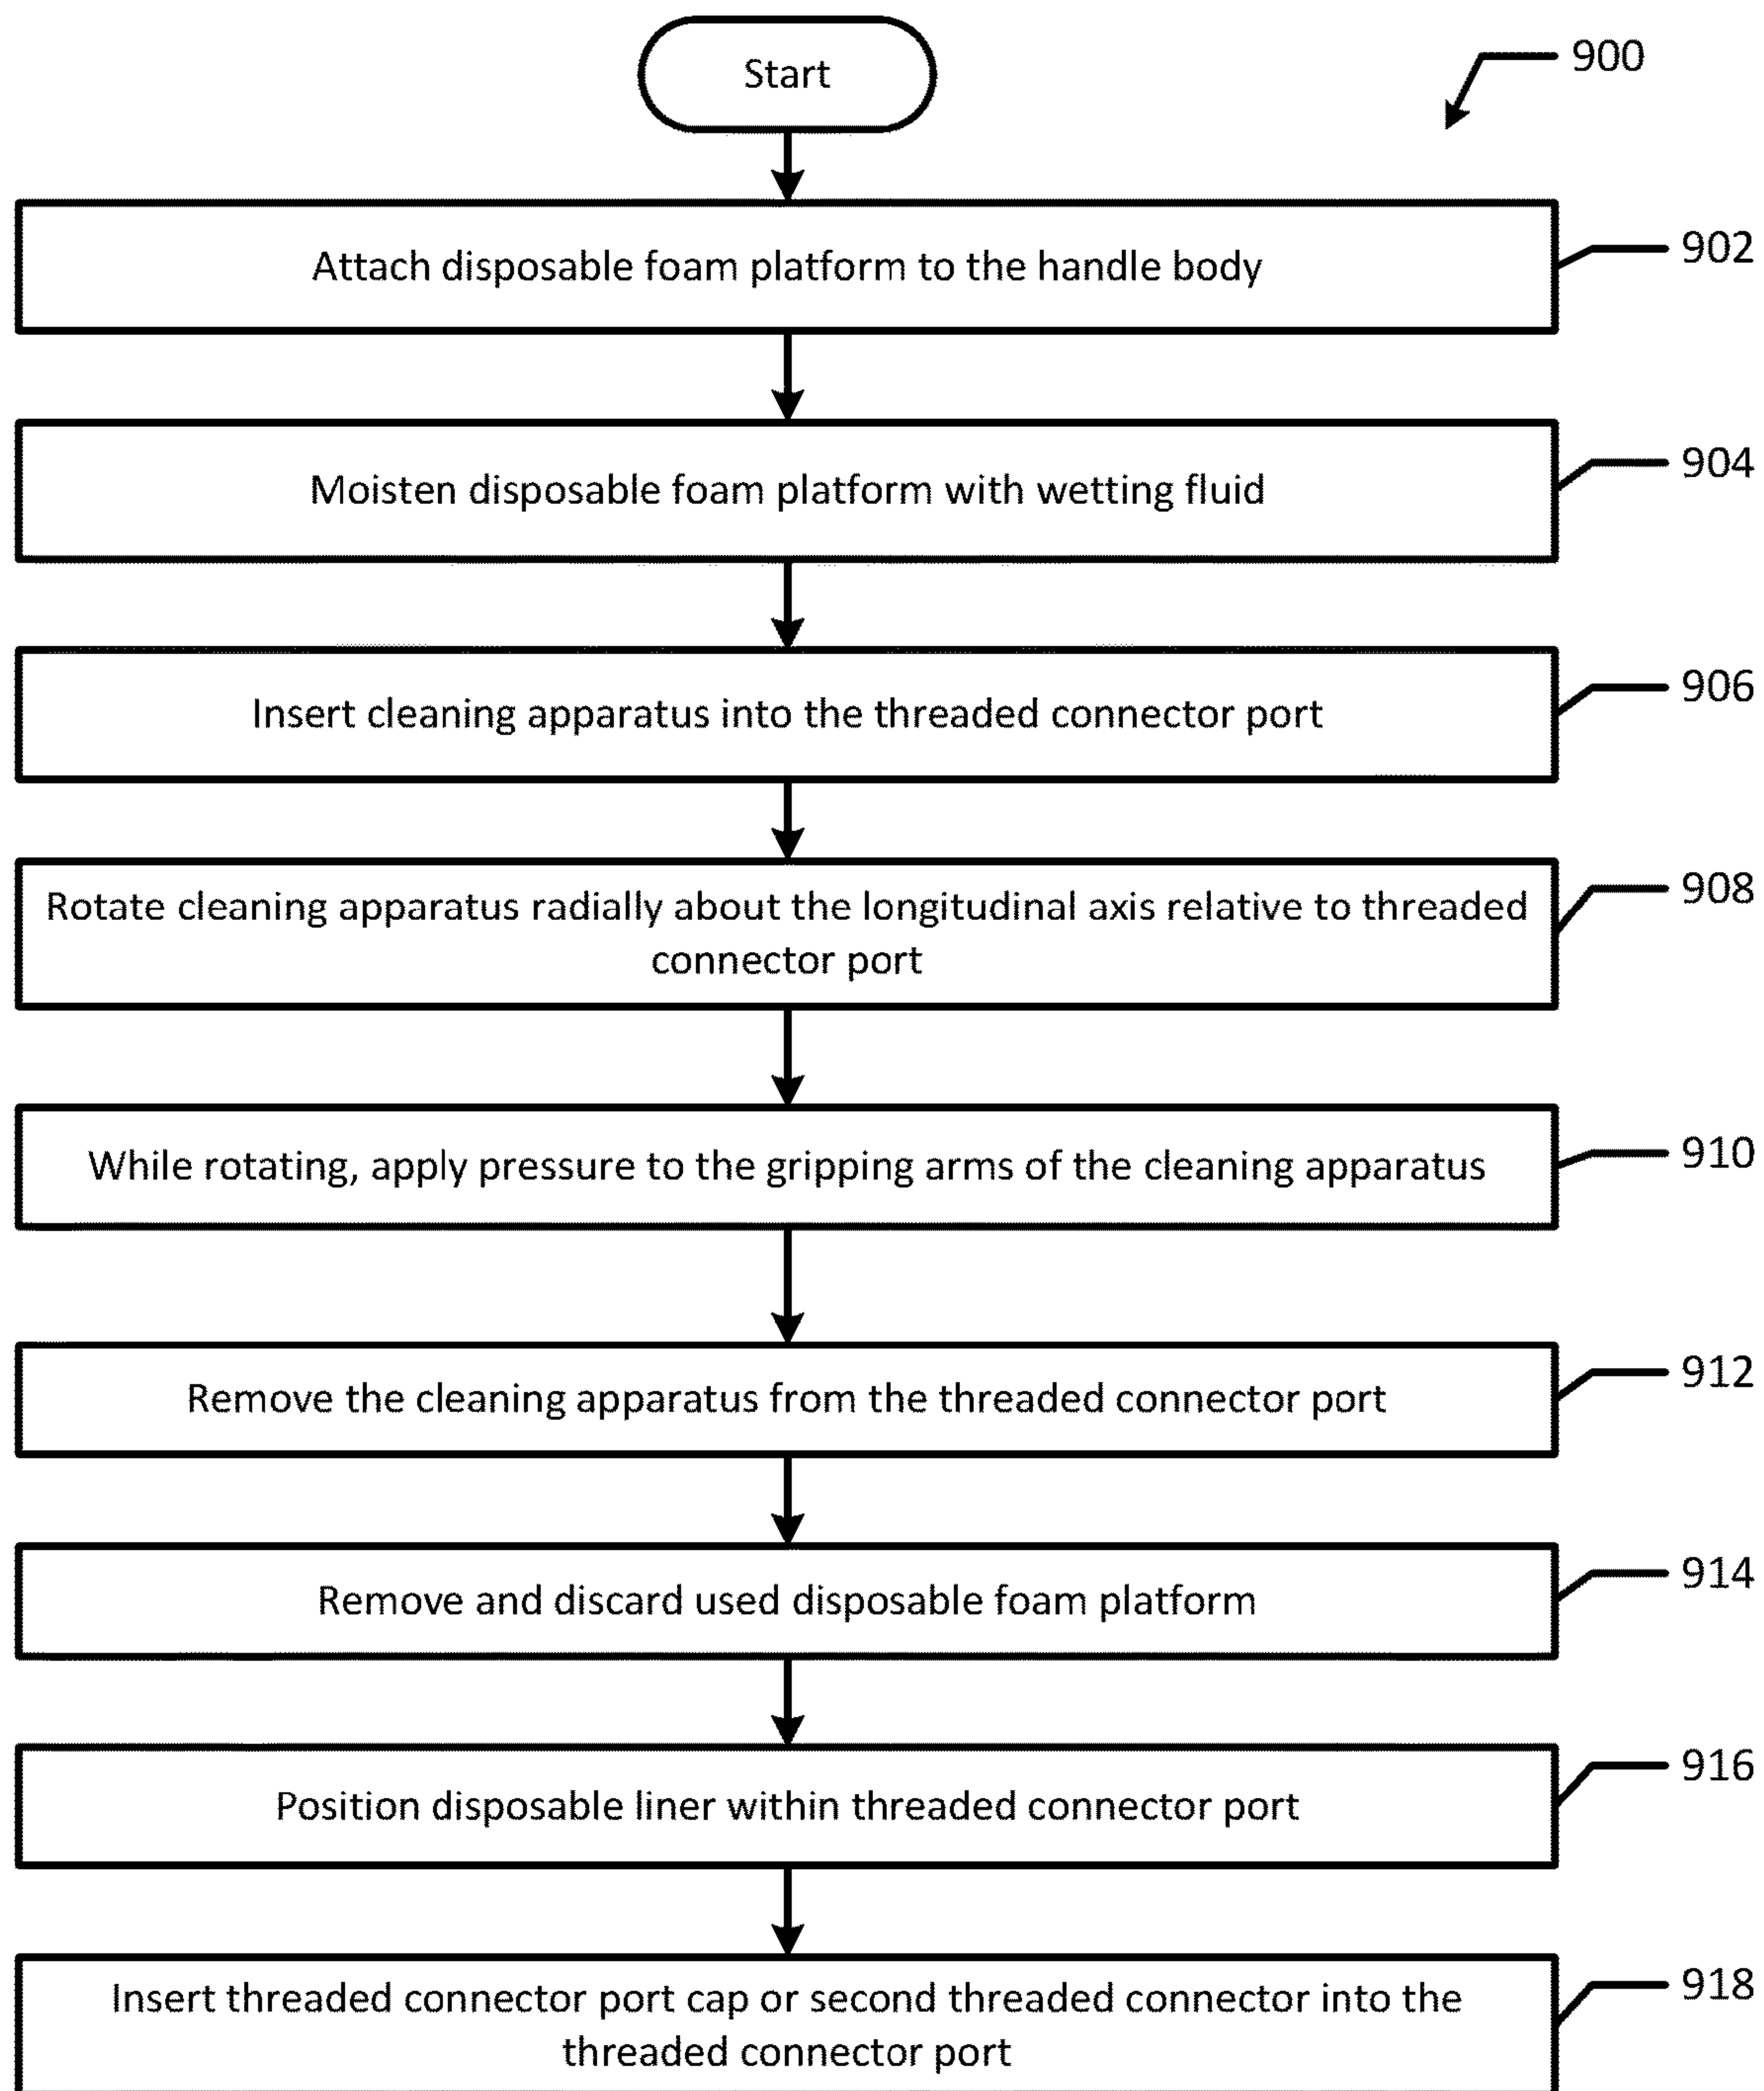 Start
900
Attach disposable foam platform to the handle body
902
Moisten disposable foam platform with wetting fluid
904
Insert cleaning apparatus into the threaded connector port
906
Rotate cleaning apparatus radially about the longitudinal axis relative to threaded
connector port
908
While rotating, apply pressure to the gripping arms of the cleaning apparatus
910
Remove the cleaning apparatus from the threaded connector port
912
Remove and discard used disposable foam platform
914
Position disposable liner within threaded connector port
916
Insert threaded connector port cap or second threaded connector into the
threaded connector port
918